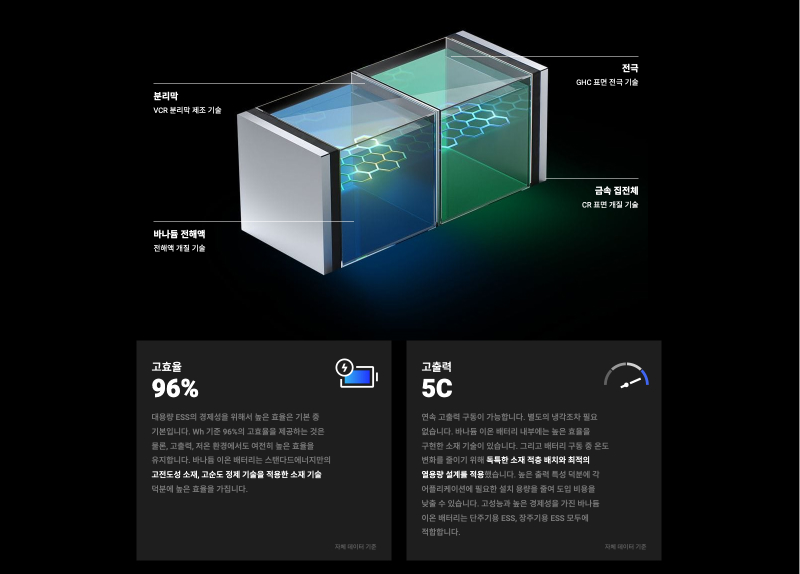 전극
GHC 표면 전극 기술
분리막
VCR 분리막 제조 기술
금속 집전체
CR 표면 개질 기술
바나듐 전해액
전해액 개질 기술
고효율
96%
대용량 ESS의 경제성을 위해서 높은 효율은 기본 중
기본입니다. Wh 기준 96%의 고효율을 제공하는 것은
물론, 고출력, 저온 환경에서도 여전히 높은 효율을
유지합니다. 바나듐 이온 배터리는 스탠다드에너지만의
고전도성 소재, 고순도 정제 기술을 적용한 소재 기술
덕분에 높은 효율을 가집니다.
자체 데이터 기준
고출력
5C
연속 고출력 구동이 가능합니다. 별도의 냉각조차 필요
없습니다. 바나듐 이온 배터리 내부에는 높은 효율을
구현한 소재 기술이 있습니다. 그리고 배터리 구동 중 온도
변화를 줄이기 위해 독특한 소재 적층 배치와 최적의
열용량 설계를 적용했습니다. 높은 출력 특성 덕분에 각
어플리케이션에 필요한 설치 용량을 줄여 도입 비용을
낮출 수 있습니다. 고성능과 높은 경제성을 가진 바나듐
이온 배터리는 단주기용 ESS, 장주기용 ESS 모두에
적합합니다.
자체 데이터 기준